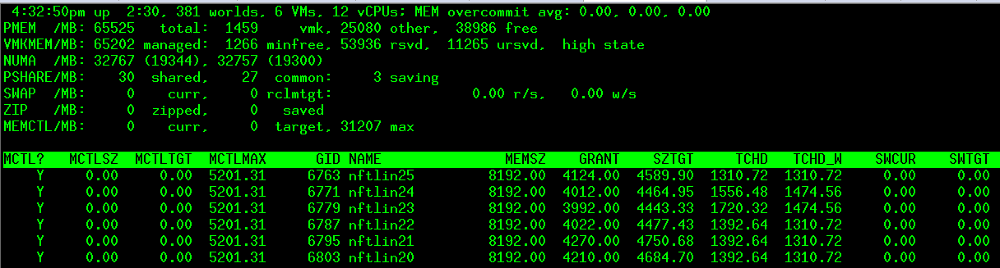 4:32:50pm up 2:30, 381 worlds, 6 VMs, 12 vCPUs; MEM overcommit avg: 0.00, 0.00, 0.00
PMEM /MB: 65525 total: 1459 vmk, 25080 other, 38986 free
VMKMEM/MB: 65202 managed: 1266 minfree, 53936 rsvd, 11265 ursvd, high state
NUMA /MB: 32767 (19344), 32757 (19300)
PSHARE/MB: 30 shared, 27 common: 3 saving
SWAP /MB: 0 curr, 0 rclmtgt: 0.00 r/s, 0.00 w/s
ZIP /MB: 0 zipped, 0 saved
MEMCTL/MB: 0 curr, 0 target, 31207 max
MCTL? MCTLSZ MCTLTGT MCTLMAX GID NAME MEMSZ GRANT SZTGT TCHD TCHD_W SWCUR SWTGT
Y 0.00 0.00 5201.31 6763 nftlin25 8192.00 4124.00 4589.90 1310.72 1310.72 0.00 0.00
Y 0.00 0.00 5201.31 6771 nftlin24 8192.00 4012.00 4464.95 1556.48 1474.56 0.00 0.00
Y 0.00 0.00 5201.31 6779 nftlin23 8192.00 3992.00 4443.33 1720.32 1474.56 0.00 0.00
Y 0.00 0.00 5201.31 6787 nftlin22 8192.00 4022.00 4477.43 1392.64 1310.72 0.00 0.00
Y 0.00 0.00 5201.31 6795 nftlin21 8192.00 4270.00 4750.68 1392.64 1310.72 0.00 0.00
Y 0.00 0.00 5201.31 6803 nftlin20 8192.00 4210.00 4684.70 1392.64 1310.72 0.00 0.00